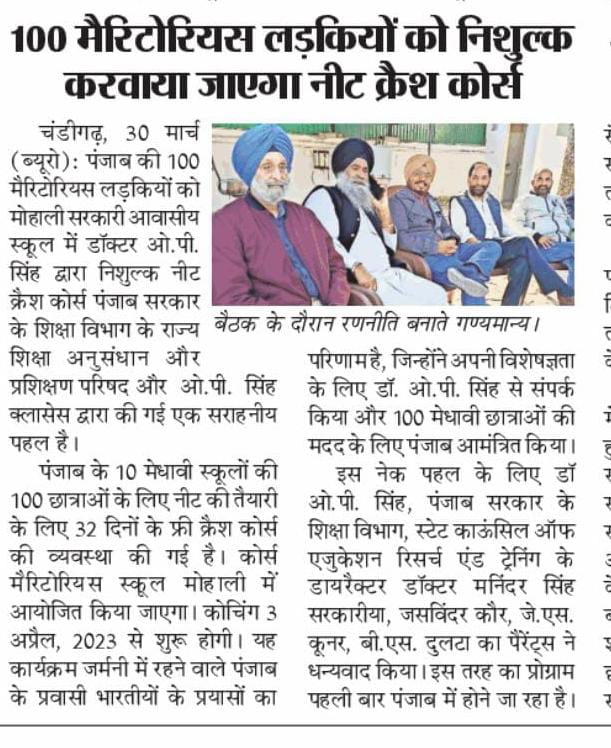 100 मैरिटोरियस लड़कियों को निशुल्क
करवाया जाएगा नीट क्रैश कोर्स
चंडीगढ़, 30 मार्च
(ब्यूरो): पंजाब की 100
मैरिटोरियस लड़कियों को
मोहाली सरकारी आवासीय
स्कूल में डॉक्टर ओ.पी.
सिंह द्वारा निशुल्क नीट
क्रैश कोर्स पंजाब सरकार
के शिक्षा विभाग के राज्य
शिक्षा अनुसंधान और
प्रशिक्षण परिषद और ओ.पी. सिंह
क्लासेस द्वारा की गई एक सराहनीय
पहल है।
पंजाब के 10 मेधावी स्कूलों की
100 छात्राओं के लिए नीट की तैयारी
के लिए 32 दिनों के फ्री क्रैश कोर्स
की व्यवस्था की गई है। कोर्स
मैरिटोरियस स्कूल मोहाली में
आयोजित किया जाएगा। कोचिंग 3
अप्रैल, 2023 से शुरू होगी। यह
कार्यक्रम जर्मनी में रहने वाले पंजाब
के प्रवासी भारतीयों के प्रयासों का
बैठक के दौरान रणनीति बनाते गण्यमान्य।
परिणाम है, जिन्होंने अपनी विशेषज्ञता
के लिए डॉ. ओ.पी. सिंह से संपर्क
किया और 100 मेधावी छात्राओं की
मदद के लिए पंजाब आमंत्रित किया।
इस नेक पहल के लिए डॉ
ओ.पी. सिंह, पंजाब सरकार के
शिक्षा विभाग, स्टेट काऊंसिल ऑफ
एजुकेशन रिसर्च एंड ट्रेनिंग के
डायरैक्टर डॉक्टर मनिंदर सिंह
सरकारीया, जसविंदर कौर, जे.एस.
कूनर, बी.एस. दुलटा का पैरेंट्स ने
धन्यवाद किया। इस तरह का प्रोग्राम
पहली बार पंजाब में होने जा रहा है।